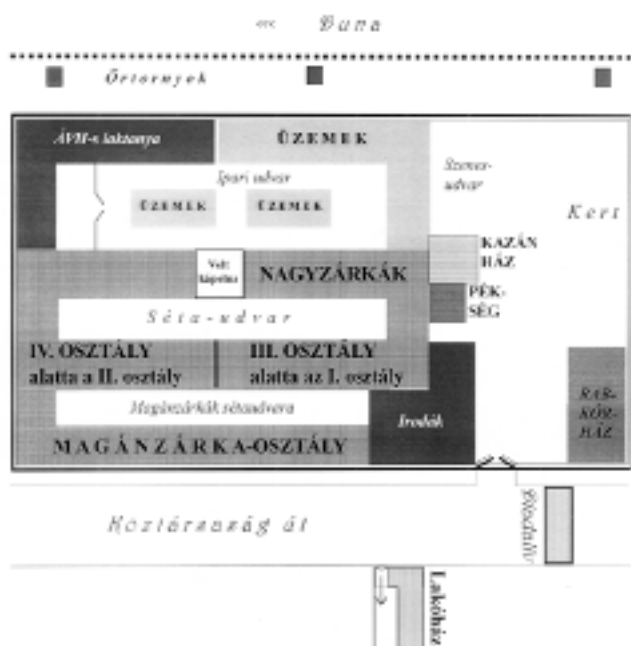 Duna
Őrtornyok
ÁVH-s laktanya
ÜZEMEK
Ipari udvar
ÜZEMEK
ÜZEMEK
Szenes-
udvar
Kert
KAZÁN
HÁZ
Volt
kápolna
NAGYZÁRKÁK
PÉK-
SÉG
Séta-udvar
IV. OSZTÁLY
alatta a II. osztály
III. OSZTÁLY
alatta az I. osztály
Magánzárkák sétaudvara
Irodák
RAB-
KÓR-
HÁZ
MAGÁNZÁRKA-OSZTÁLY
Köztársaság út
Lakóház